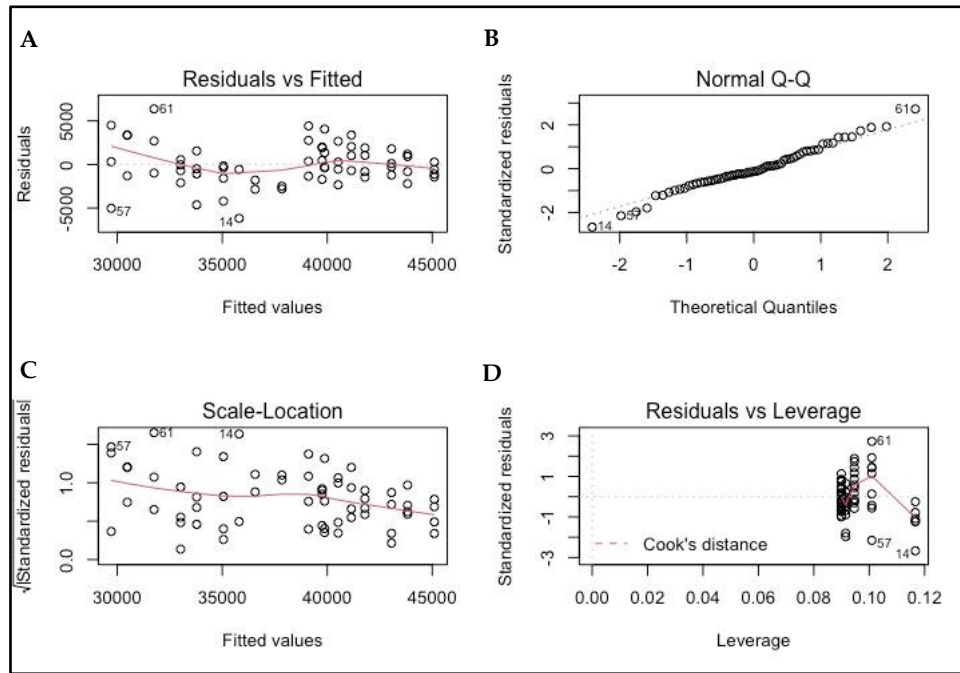 A
Residuals vs Fitted
Residuals
5000
0
-5000
61
57
14
30000 35000 40000 45000
Fitted values
B
Normal Q-Q
Standardized residuals
2
0
-2
61
57
14
-2 -1 0 1 2
Theoretical Quantiles
C
Scale-Location
√|Standardized residuals|
1.0
0.0
57
61
14
30000 35000 40000 45000
Fitted values
D
Residuals vs Leverage
Standardized residuals
3
1
-1
-3
61
57
14
Cook's distance
0.00 0.02 0.04 0.06 0.08 0.10 0.12
Leverage